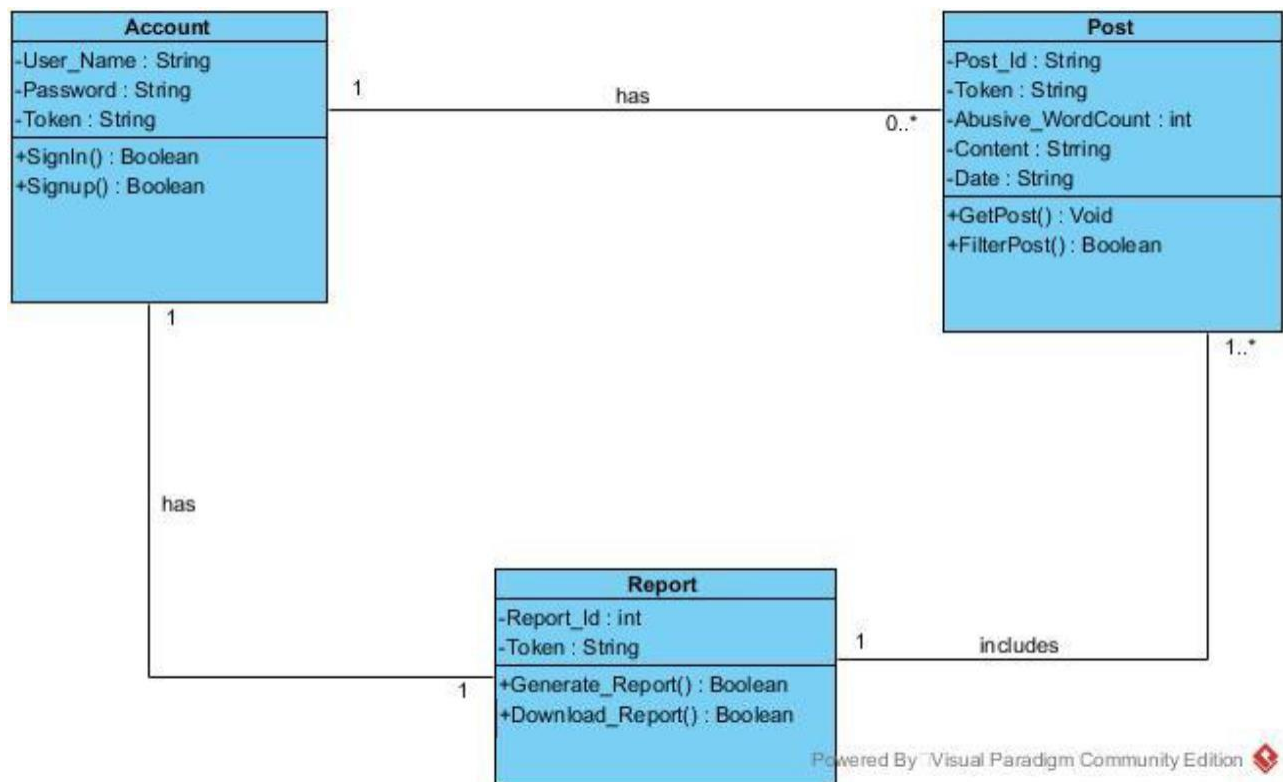 Account
-User_Name : String
-Password : String
-Token : String
+SignIn() : Boolean
+Signup() : Boolean
1
has
0..*
Post
-Post_Id : String
-Token : String
-Abusive_WordCount : int
-Content : Strring
-Date : String
+GetPost() : Void
+FilterPost() : Boolean
1
1..*
has
Report
-Report_Id : int
-Token : String
+Generate_Report() : Boolean
+Download_Report() : Boolean
1
includes
1
Powered By Visual Paradigm Community Edition